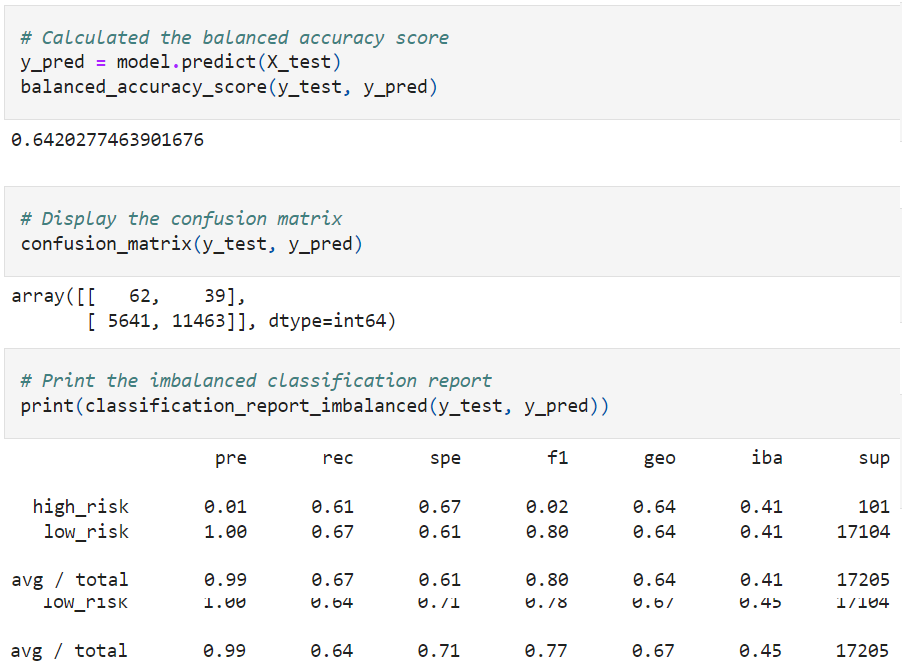 # Calculated the balanced accuracy score
y_pred = model.predict(X_test)
balanced_accuracy_score(y_test, y_pred)
0.6420277463901676
# Display the confusion matrix
confusion_matrix(y_test, y_pred)
array([[   62,    39],
       [ 5641, 11463]], dtype=int64)
# Print the imbalanced classification report
print(classification_report_imbalanced(y_test, y_pred))
pre rec spe f1 geo iba sup
high_risk 0.01 0.61 0.67 0.02 0.64 0.41 101
low_risk 1.00 0.67 0.61 0.80 0.64 0.41 17104
avg / total 0.99 0.67 0.61 0.80 0.64 0.41 17205
low_risk 1.00 0.64 0.71 0.78 0.67 0.45 17104
avg / total 0.99 0.64 0.71 0.77 0.67 0.45 17205